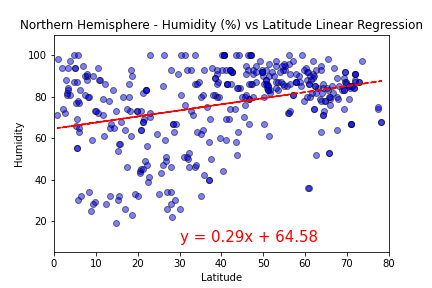 Northern Hemisphere - Humidity (%) vs Latitude Linear Regression
100
80
60
40
20
Humidity
y = 0.29x + 64.58
0 10 20 30 40 50 60 70 80
Latitude